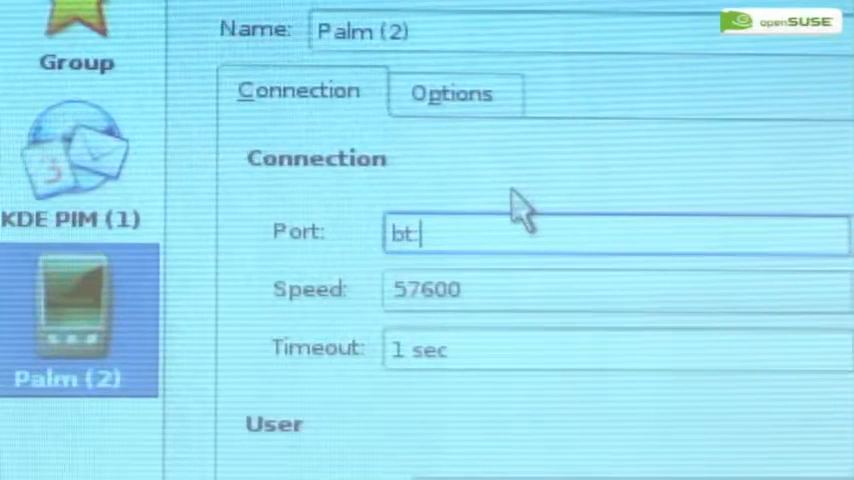 openSUSE
Name: Palm (2)
Group
Connection Options
Connection
KDE PIM (1)
Port: bt:
Speed: 57600
Timeout: 1 sec
Palm (2)
User